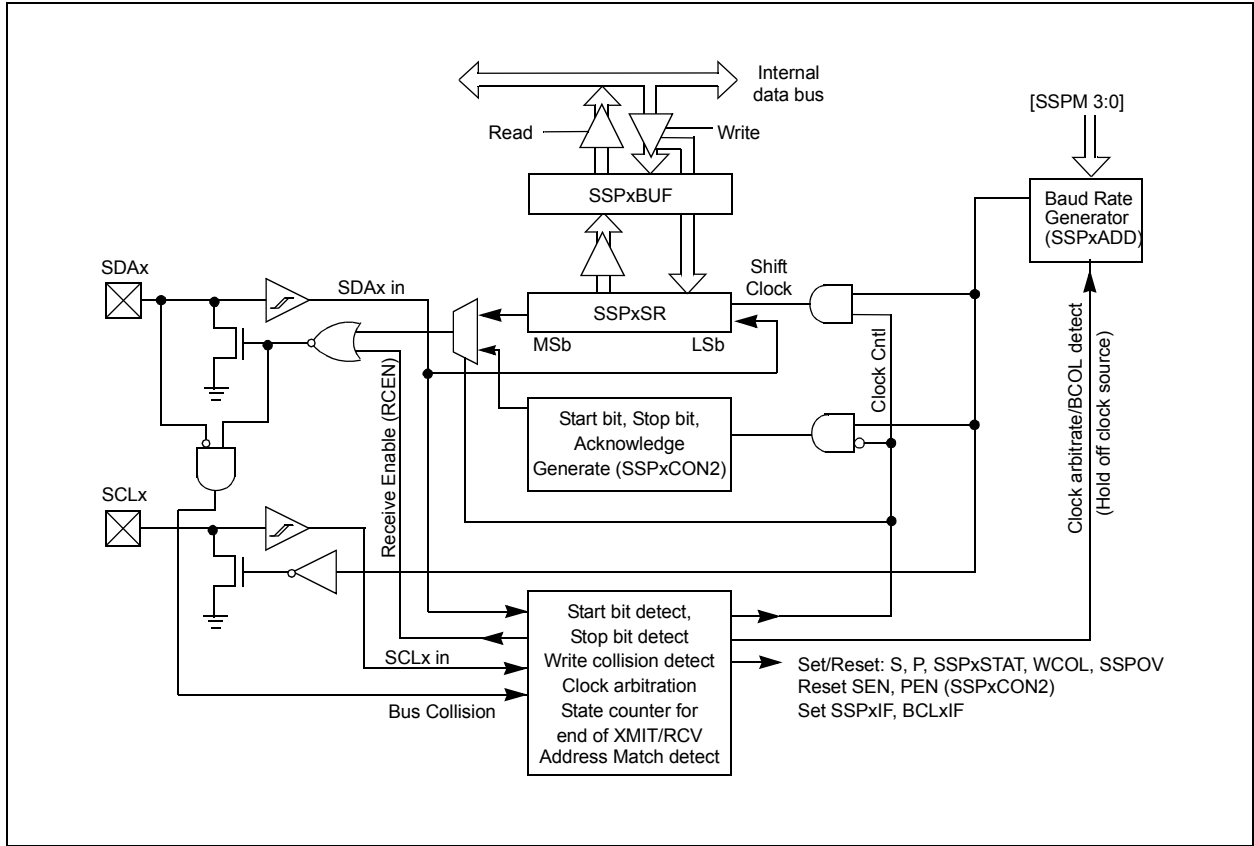 Internal
data bus
[SSPM 3:0]
Read
Write
SSPxBUF
Baud Rate
Generator
(SSPxADD)
SDAx
SDAx in
Shift
Clock
SSPxSR
MSb
LSb
Clock Cntl
Receive Enable (RCEN)
Start bit, Stop bit,
Acknowledge
Generate (SSPxCON2)
Clock arbitrate/BCOL detect
(Hold off clock source)
SCLx
SCLx in
Bus Collision
Start bit detect,
Stop bit detect
Write collision detect
Clock arbitration
State counter for
end of XMIT/RCV
Address Match detect
Set/Reset: S, P, SSPxSTAT, WCOL, SSPOV
Reset SEN, PEN (SSPxCON2)
Set SSPxIF, BCLxIF